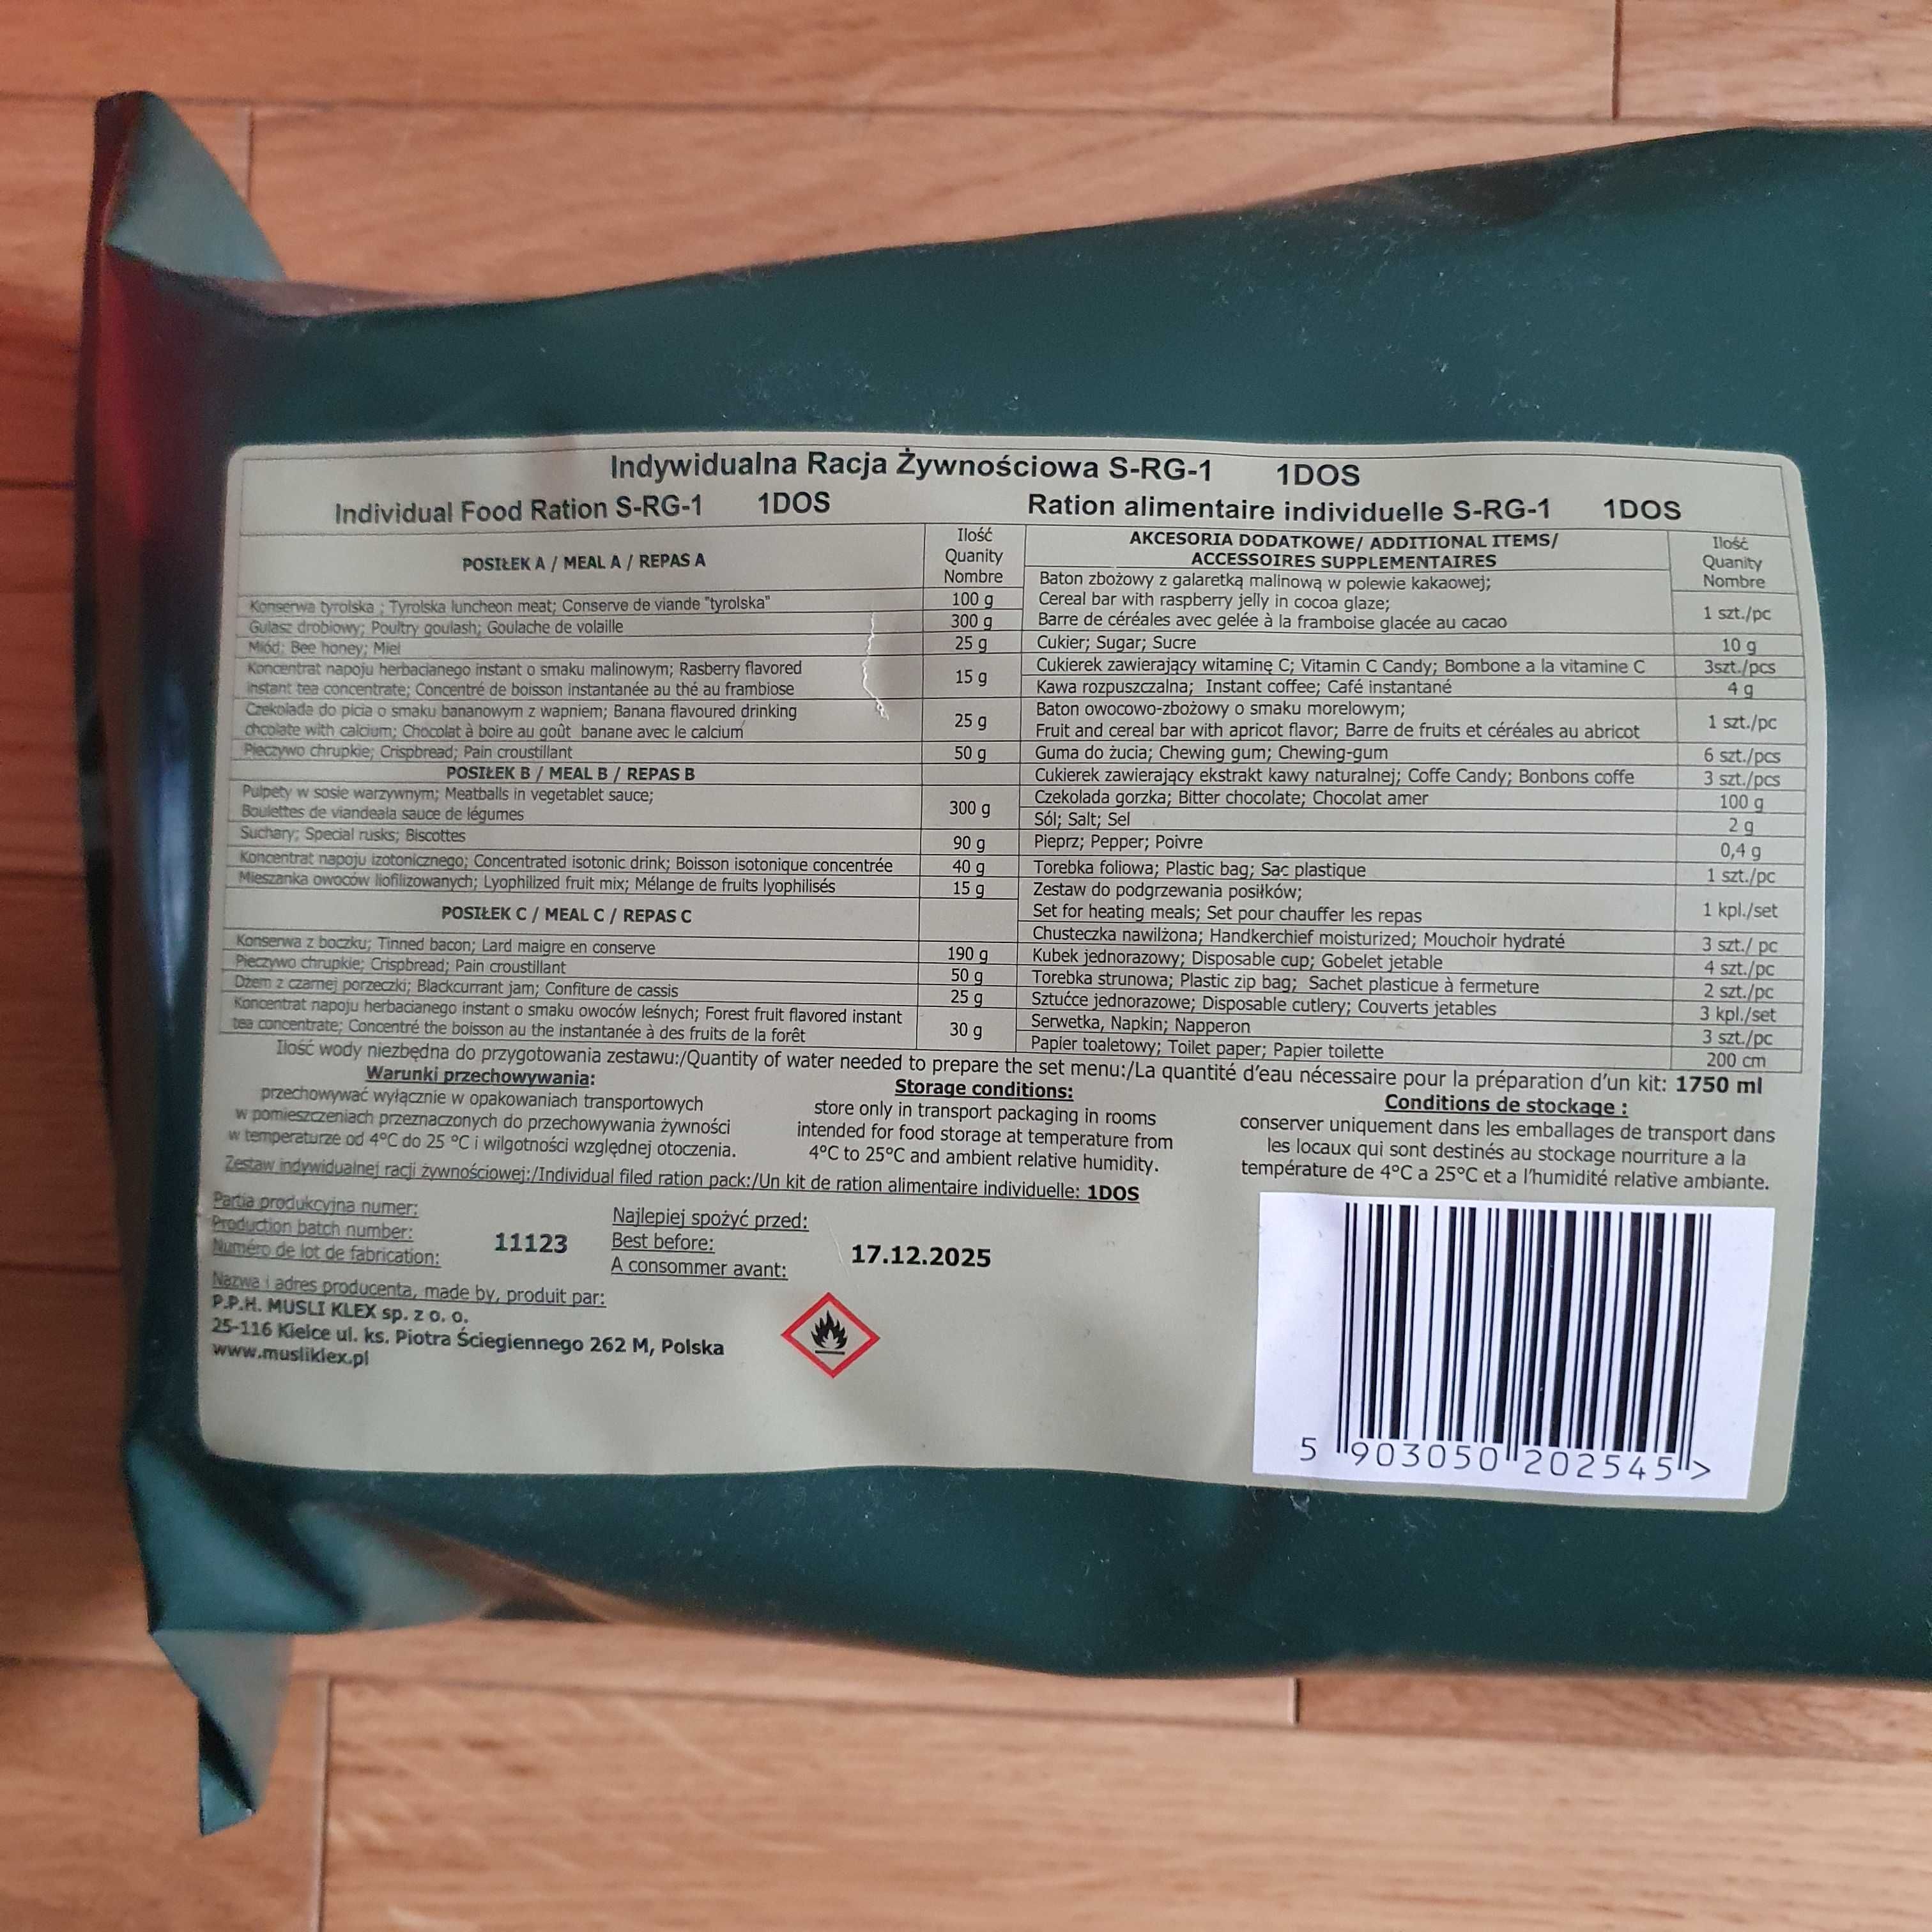 Indywidualna Racja Żywnościowa S-RG-1 1DOS
Individual Food Ration S-RG-1 1DOS
Ration alimentaire individuelle S-RG-1 1DOS
POSIŁEK A / MEAL A / REPAS A
Ilość
Quanity
Nombre
Konserwa tyrolska ; Tyrolska luncheon meat; Conserve de viande "tyrolska" 100 g
Gulasz drobiowy; Poultry goulash; Goulache de volaille 300 g
Miód; Bee honey; Miel 25 g
Koncentrat napoju herbacianego instant o smaku malinowym; Rasberry flavored
instant tea concentrate; Concentré de boisson instantanée au thé au frambiose 15 g
Czekolada do picia o smaku bananowym z wapniem; Banana flavoured drinking
chcolate with calcium; Chocolat à boire au goût banane avec le calcium 25 g
Pieczywo chrupkie; Crispbread; Pain croustillant 50 g
POSIŁEK B / MEAL B / REPAS B
Pulpety w sosie warzywnym; Meatballs in vegetablet sauce;
Boulettes de viandeala sauce de légumes 300 g
Suchary; Special rusks; Biscottes 90 g
Koncentrat napoju izotonicznego; Concentrated isotonic drink; Boisson isotonique concentrée 40 g
Mieszanka owoców liofilizowanych; Lyophilized fruit mix; Mélange de fruits lyophilisés 15 g
POSIŁEK C / MEAL C / REPAS C
Konserwa z boczku; Tinned bacon; Lard maigre en conserve 190 g
Pieczywo chrupkie; Crispbread; Pain croustillant 50 g
Dżem z czarnej porzeczki; Blackcurrant jam; Confiture de cassis 25 g
Koncentrat napoju herbacianego instant o smaku owoców leśnych; Forest fruit flavored instant
tea concentrate; Concentré the boisson au the instantanée à des fruits de la forêt 30 g
AKCESORIA DODATKOWE/ ADDITIONAL ITEMS/
ACCESSOIRES SUPPLEMENTAIRES
Ilość
Quanity
Nombre
Baton zbożowy z galaretką malinową w polewie kakaowej;
Cereal bar with raspberry jelly in cocoa glaze;
Barre de céréales avec gelée à la framboise glacée au cacao 1 szt./pc
Cukier; Sugar; Sucre 10 g
Cukierek zawierający witaminę C; Vitamin C Candy; Bombone a la vitamine C 3szt./pcs
Kawa rozpuszczalna; Instant coffee; Café instantané 4 g
Baton owocowo-zbożowy o smaku morelowym;
Fruit and cereal bar with apricot flavor; Barre de fruits et céréales au abricot 1 szt./pc
Guma do żucia; Chewing gum; Chewing-gum 6 szt./pcs
Cukierek zawierający ekstrakt kawy naturalnej; Coffe Candy; Bonbons coffe 3 szt./pcs
Czekolada gorzka; Bitter chocolate; Chocolat amer 100 g
Sól; Salt; Sel 2 g
Pieprz; Pepper; Poivre 0,4 g
Torebka foliowa; Plastic bag; Sac plastique 1 szt./pc
Zestaw do podgrzewania posiłków;
Set for heating meals; Set pour chauffer les repas 1 kpl./set
Chusteczka nawilżona; Handkerchief moisturized; Mouchoir hydraté 3 szt./ pc
Kubek jednorazowy; Disposable cup; Gobelet jetable 4 szt./pc
Torebka strunowa; Plastic zip bag; Sachet plasticue à fermeture 2 szt./pc
Sztućce jednorazowe; Disposable cutlery; Couverts jetables 3 kpl./set
Serwetka, Napkin; Napperon 3 szt./pc
Papier toaletowy; Toilet paper; Papier toilette 200 cm
Ilość wody niezbędna do przygotowania zestawu:/Quantity of water needed to prepare the set menu:/La quantité d'eau nécessaire pour la préparation d'un kit: 1750 ml
Warunki przechowywania:
przechowywać wyłącznie w opakowaniach transportowych
w pomieszczeniach przeznaczonych do przechowywania żywności
w temperaturze od 4°C do 25 °C i wilgotności względnej otoczenia.
Storage conditions:
store only in transport packaging in rooms
intended for food storage at temperature from
4°C to 25°C and ambient relative humidity.
Conditions de stockage :
conserver uniquement dans les emballages de transport dans
les locaux qui sont destinés au stockage nourriture a la
température de 4°C a 25°C et a l'humidité relative ambiante.
Zestaw indywidualnej racji żywnościowej:/Individual filed ration pack:/Un kit de ration alimentaire individuelle: 1DOS
Partia produkcyjna numer:
Production batch number:
Numéro de lot de fabrication:
11123
Najlepiej spożyć przed:
Best before:
A consommer avant:
17.12.2025
Nazwa i adres producenta, made by, produit par:
P.P.H. MUSLI KLEX sp. z o. o.
25-116 Kielce ul. ks. Piotra Ściegiennego 262 M, Polska
www.musliklex.pl
5 903050 202545 >